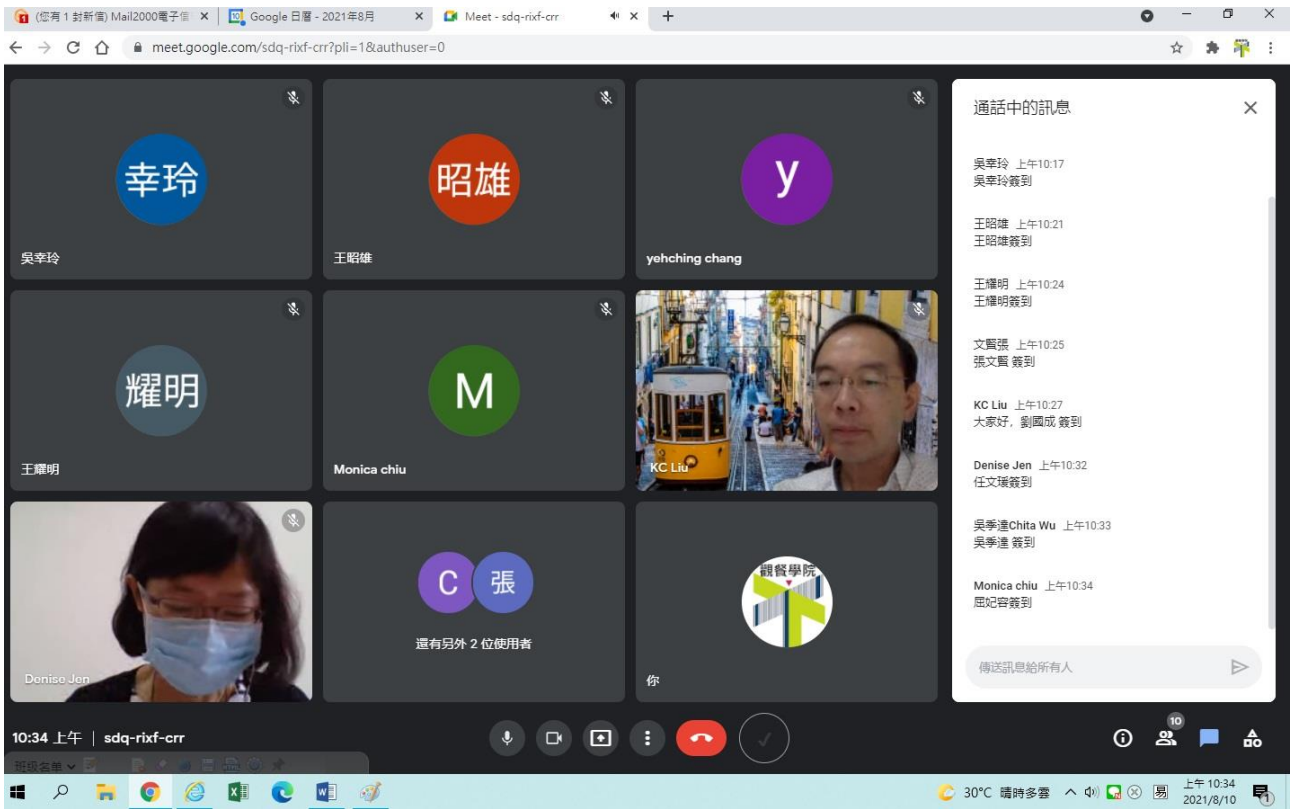 (您有 1 封新信) Mail2000電子信
Google 日曆 - 2021年8月
Meet - sdq-rixf-crr
meet.google.com/sdq-rixf-crr?pli=1&authuser=0
幸玲
吳幸玲
昭雄
王昭雄
y
yehching chang
耀明
王耀明
M
Monica chiu
KC Liu
Denise Jen
C
張
還有另外 2 位使用者
觀餐學院
你
通話中的訊息
吳幸玲 上午10:17
吳幸玲簽到
王昭雄 上午10:21
王昭雄簽到
王耀明 上午10:24
王耀明簽到
文賢張 上午10:25
張文賢 簽到
KC Liu 上午10:27
大家好，劉國成 簽到
Denise Jen 上午10:32
任文瑗簽到
吳季達Chita Wu 上午10:33
吳季達 簽到
Monica chiu 上午10:34
屈妃容簽到
傳送訊息給所有人
10:34 上午 | sdq-rixf-crr
10
班級名單
30°C 晴時多雲
易
上午 10:34
2021/8/10
1